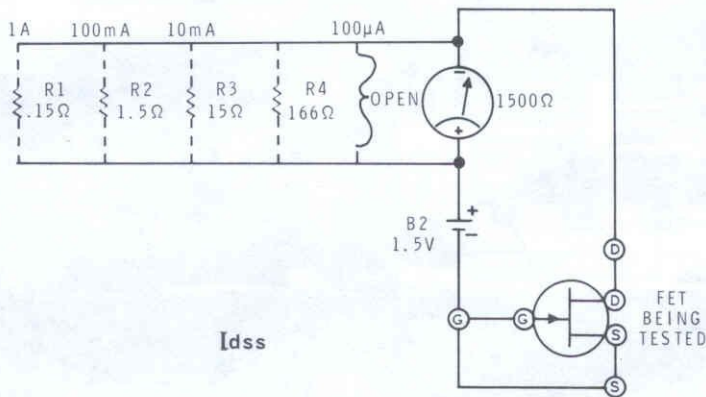 1A 100mA 10mA 100µA
R1 R2 R3 R4 OPEN
.15Ω 1.5Ω 15Ω 166Ω
1500Ω
−
+
B2
1.5V
+
−
D
G G D S
FET
BEING
TESTED
Idss
S